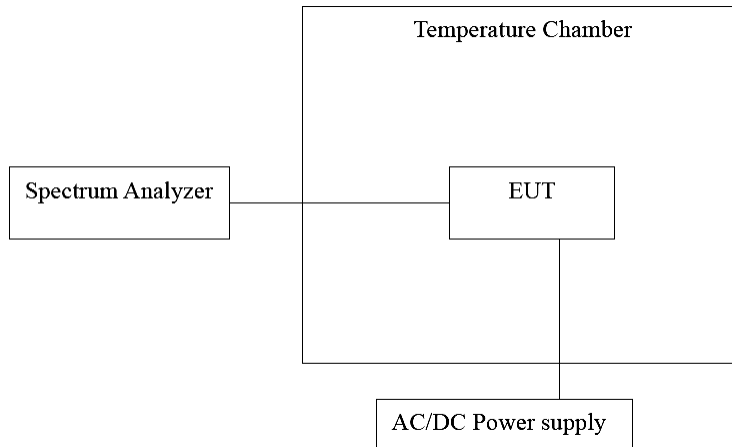 Temperature Chamber
Spectrum Analyzer
EUT
AC/DC Power supply